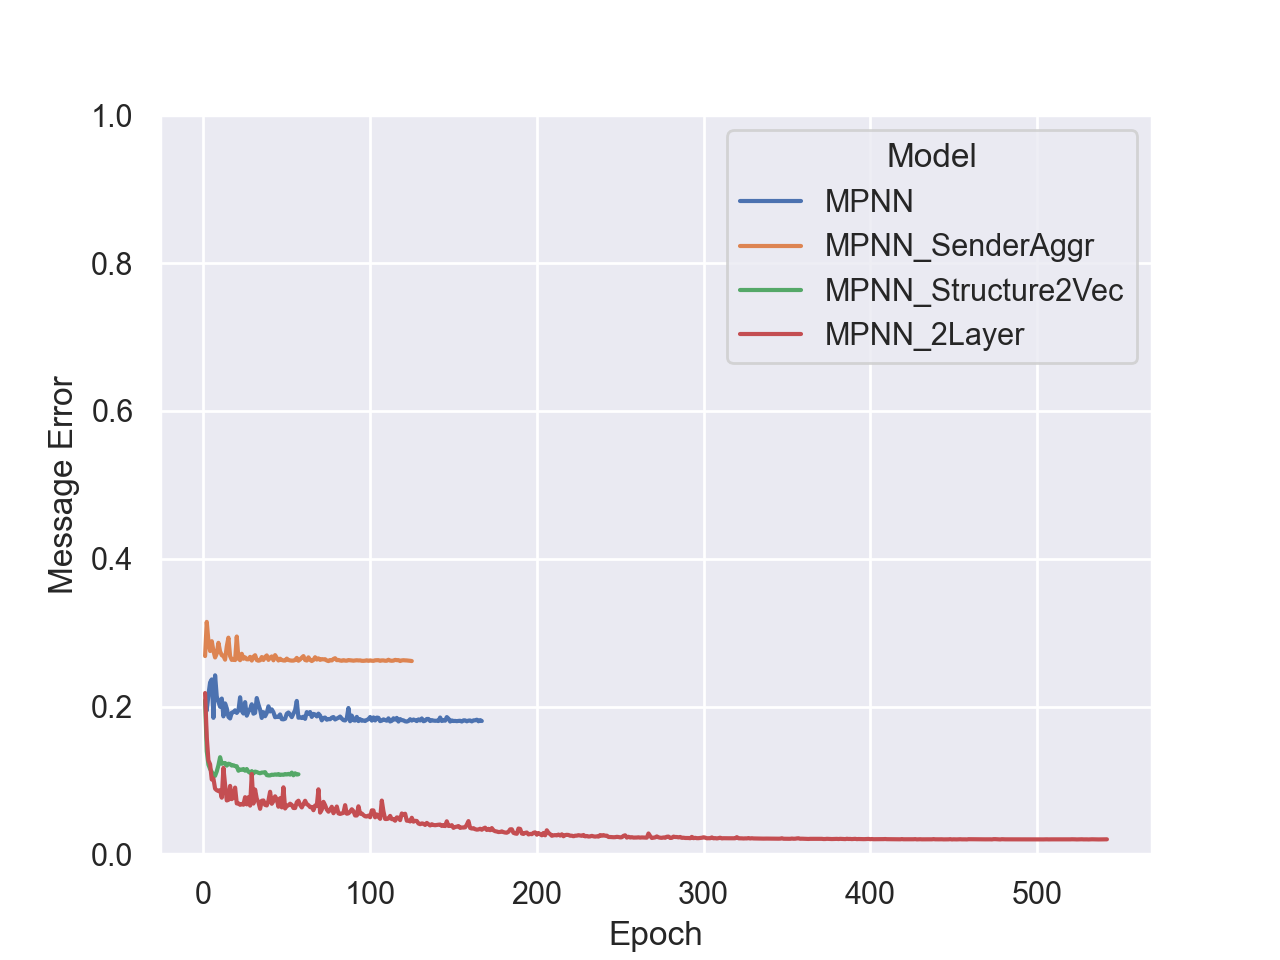 1.0
0.8
0.6
0.4
0.2
0.0
Message Error
0 100 200 300 400 500
Epoch
Model
MPNN
MPNN_SenderAggr
MPNN_Structure2Vec
MPNN_2Layer